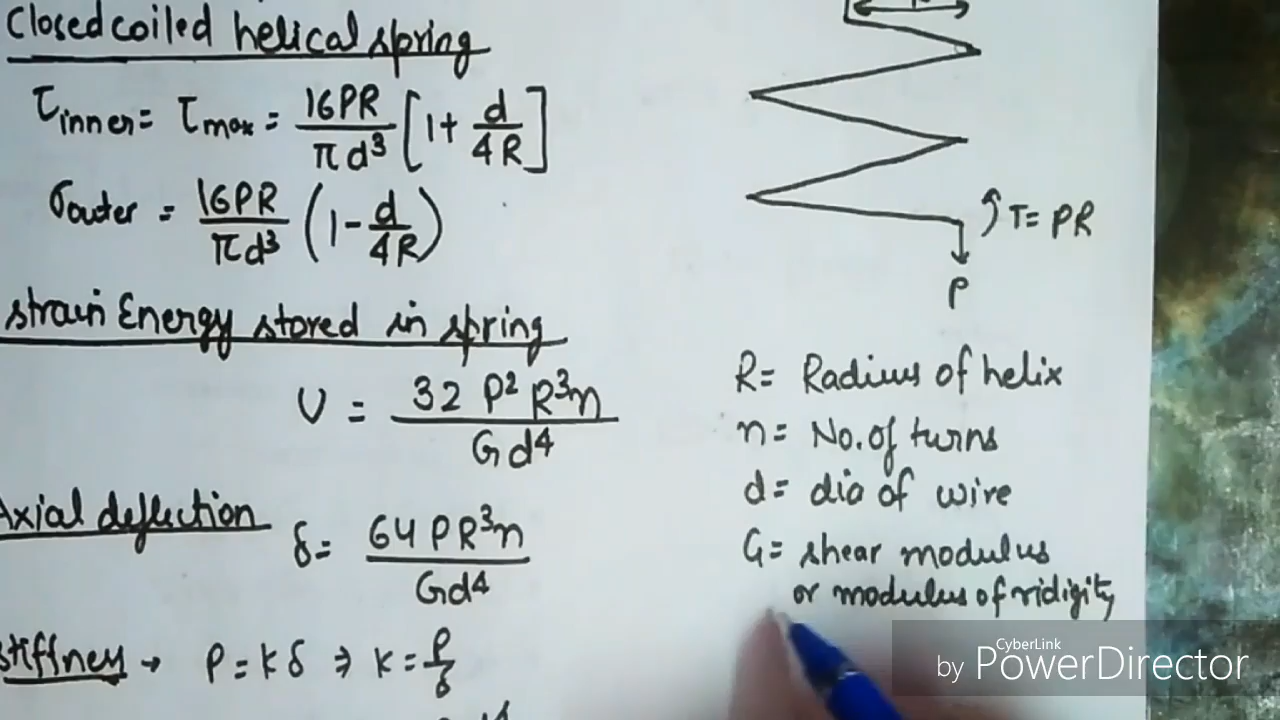 Closed coiled helical spring
τinner = τmax = 16PR/πd³ [1+ d/4R]
σouter = 16PR/πd³ (1- d/4R)
strain Energy stored in spring
U = 32 P² R³n / Gd⁴
Axial deflection δ= 64 PR³n / Gd⁴
stiffness → P = kδ ⇒ k = P/δ
T= PR
P
R= Radius of helix
n= No. of turns
d= dia of wire
G= shear modulus
or modulus of ridigity
CyberLink
by PowerDirector